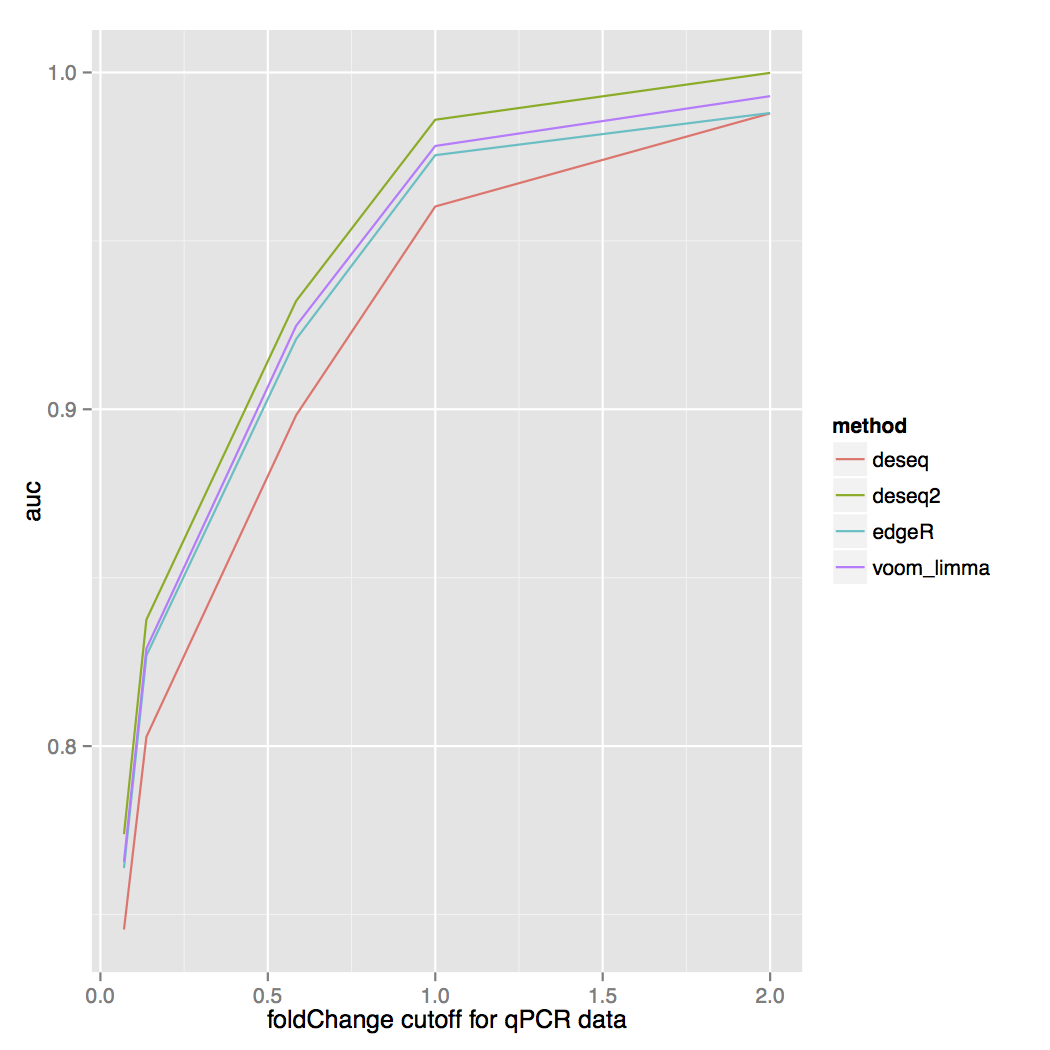 1.0
0.9
0.8
auc
0.0 0.5 1.0 1.5 2.0
foldChange cutoff for qPCR data
method
deseq
deseq2
edgeR
voom_limma